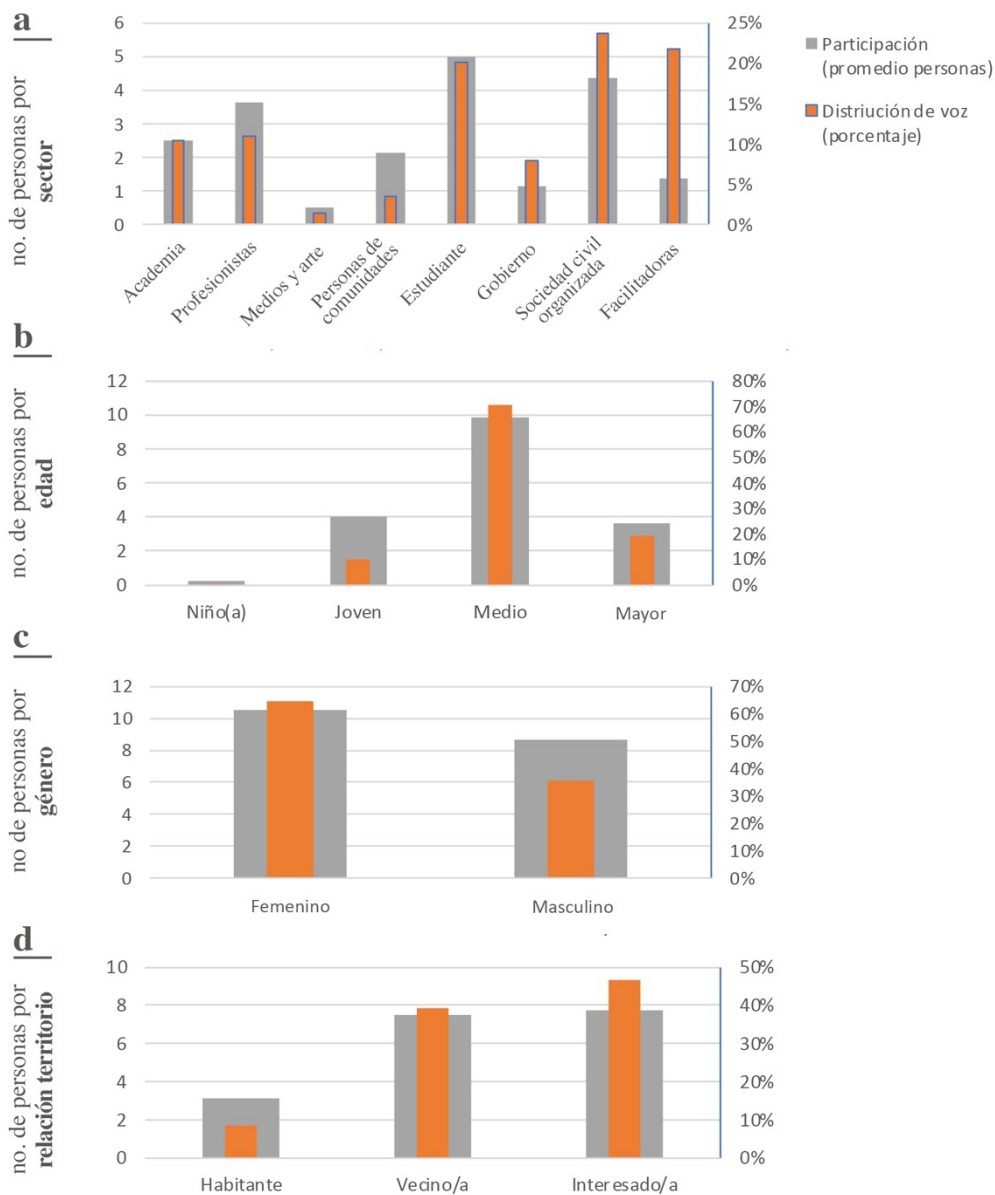 a
no. de personas por
sector
6
5
4
3
2
1
0
25%
20%
15%
10%
5%
0%
Academia
Profesionistas
Medios y arte
Personas de
comunidades
Estudiante
Gobierno
Sociedad civil
organizada
Facilitadoras
Participación
(promedio personas)
Distriución de voz
(porcentaje)
b
no. de personas por
edad
12
10
8
6
4
2
0
80%
70%
60%
50%
40%
30%
20%
10%
0%
Niño(a)
Joven
Medio
Mayor
c
no de personas por
género
12
10
8
6
4
2
0
70%
60%
50%
40%
30%
20%
10%
0%
Femenino
Masculino
d
no. de personas por
relación territorio
10
8
6
4
2
0
50%
40%
30%
20%
10%
0%
Habitante
Vecino/a
Interesado/a